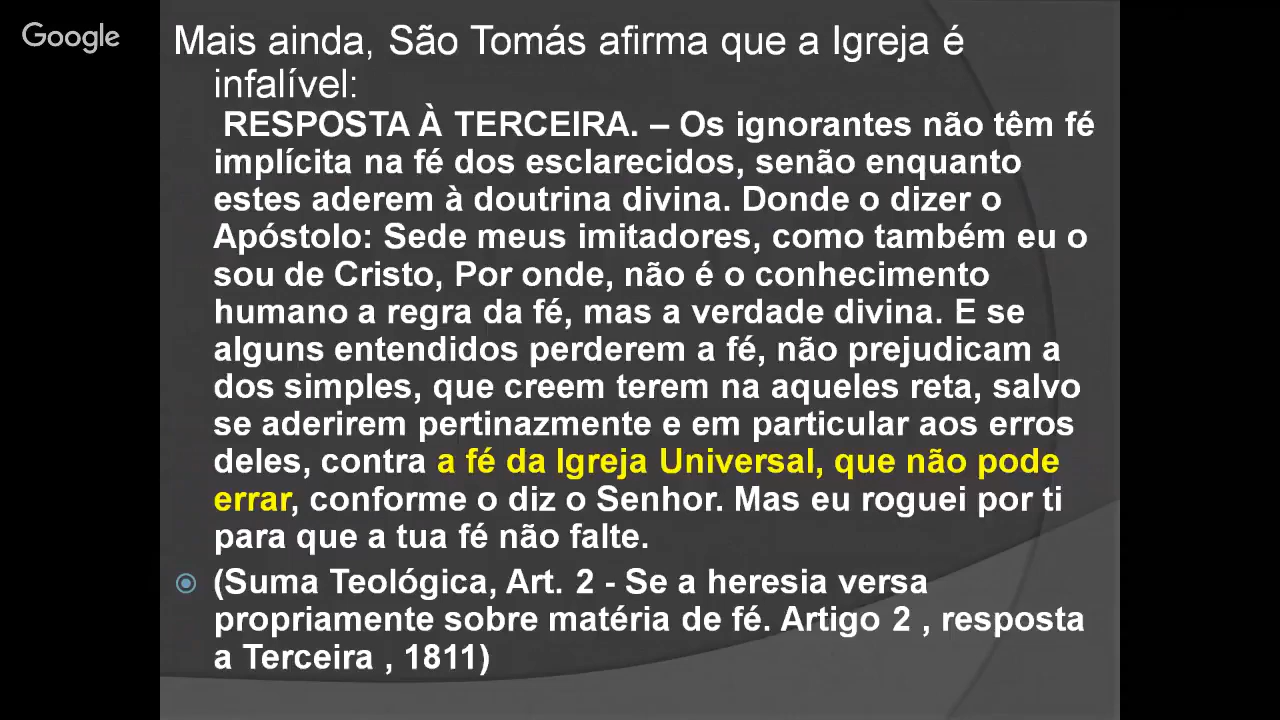 Google
Mais ainda, São Tomás afirma que a Igreja é
infalível:
RESPOSTA À TERCEIRA. – Os ignorantes não têm fé
implícita na fé dos esclarecidos, senão enquanto
estes aderem à doutrina divina. Donde o dizer o
Apóstolo: Sede meus imitadores, como também eu o
sou de Cristo, Por onde, não é o conhecimento
humano a regra da fé, mas a verdade divina. E se
alguns entendidos perderem a fé, não prejudicam a
dos simples, que creem terem na aqueles reta, salvo
se aderirem pertinazmente e em particular aos erros
deles, contra a fé da Igreja Universal, que não pode
errar, conforme o diz o Senhor. Mas eu roguei por ti
para que a tua fé não falte.
(Suma Teológica, Art. 2 - Se a heresia versa
propriamente sobre matéria de fé. Artigo 2 , resposta
a Terceira , 1811)